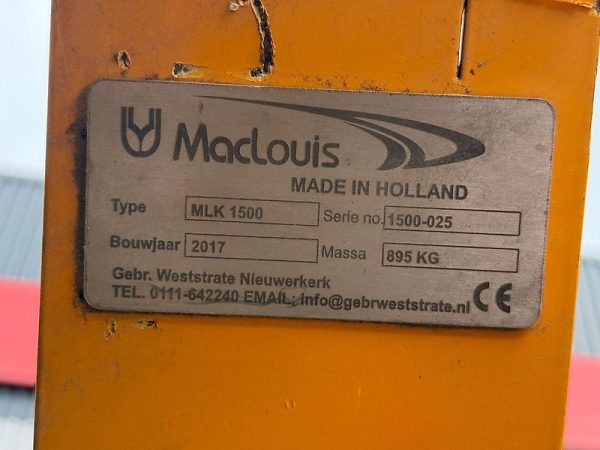 MacLouis
MADE IN HOLLAND
Type MLK 1500 Serie no. 1500-025
Bouwjaar 2017 Massa 895 KG
Gebr. Weststrate Nieuwerkerk
TEL. 0111-642240 EMAIL; info@gebrweststrate.nl CE